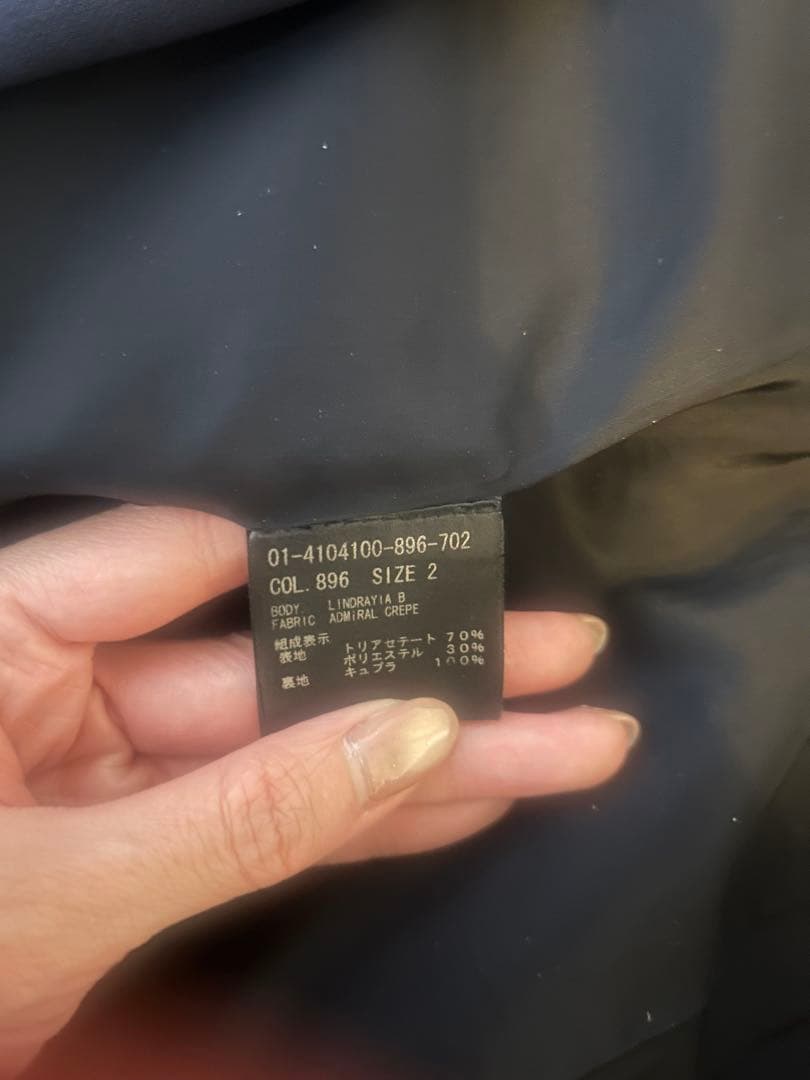 01-4104100-896-702
COL.896 SIZE 2
BODY LINDRAYIA B
FABRIC ADMIRAL CREPE
組成表示
表地 トリアセテート 70%
ポリエステル 30%
裏地 キュプラ 100%